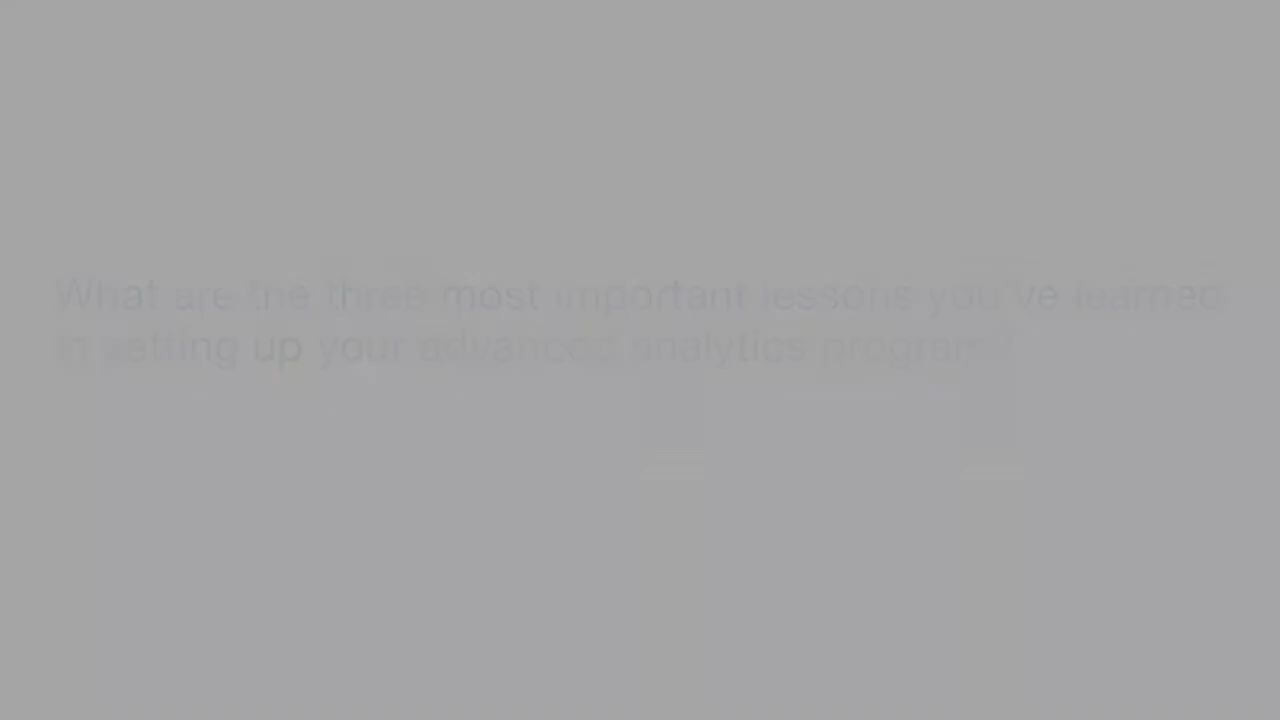 What are the three most important lessons you've learned
in setting up your advanced analytics program?